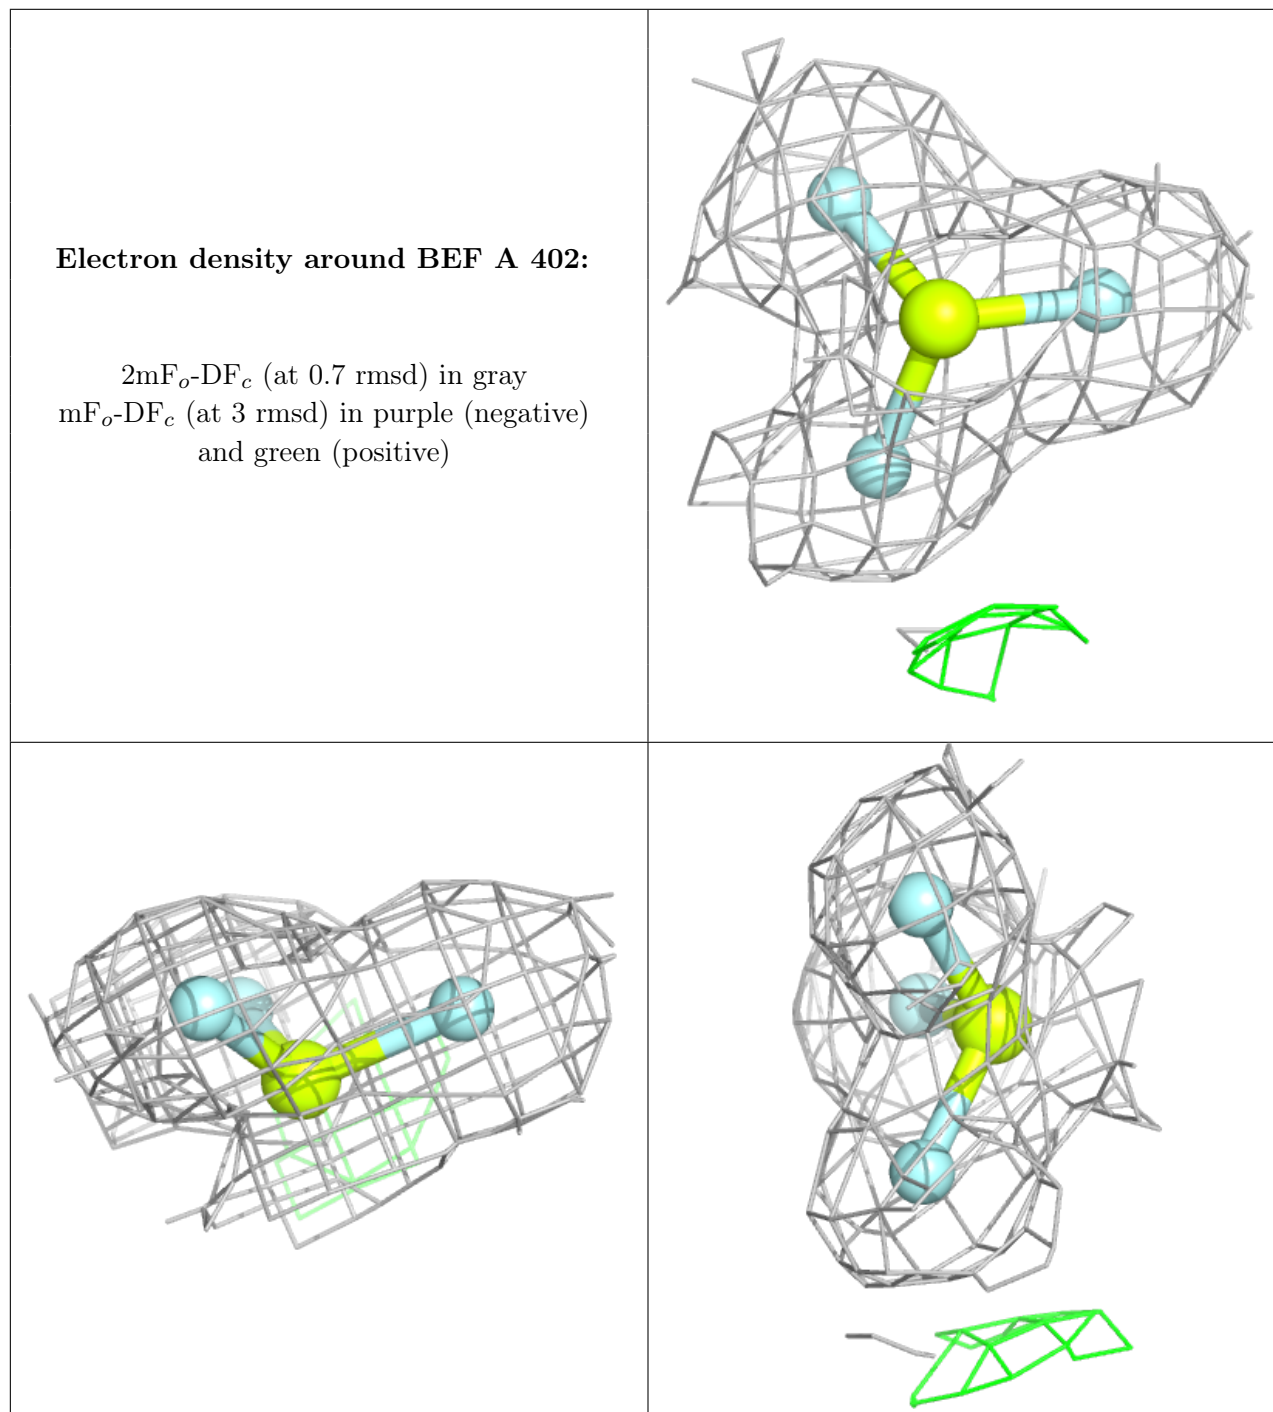 Electron density around BEF A 402:
2mFo-DFc (at 0.7 rmsd) in gray
mFo-DFc (at 3 rmsd) in purple (negative)
and green (positive)